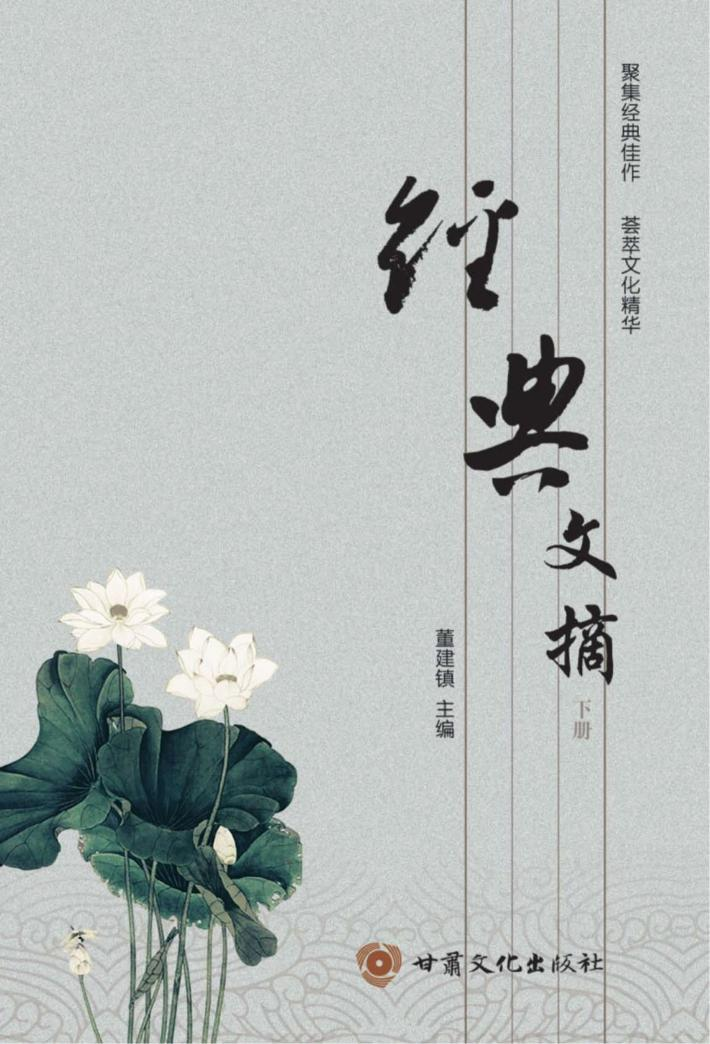 聚集经典佳作 荟萃文化精华
经典文摘
下册
董建镇 主编
甘肃文化出版社